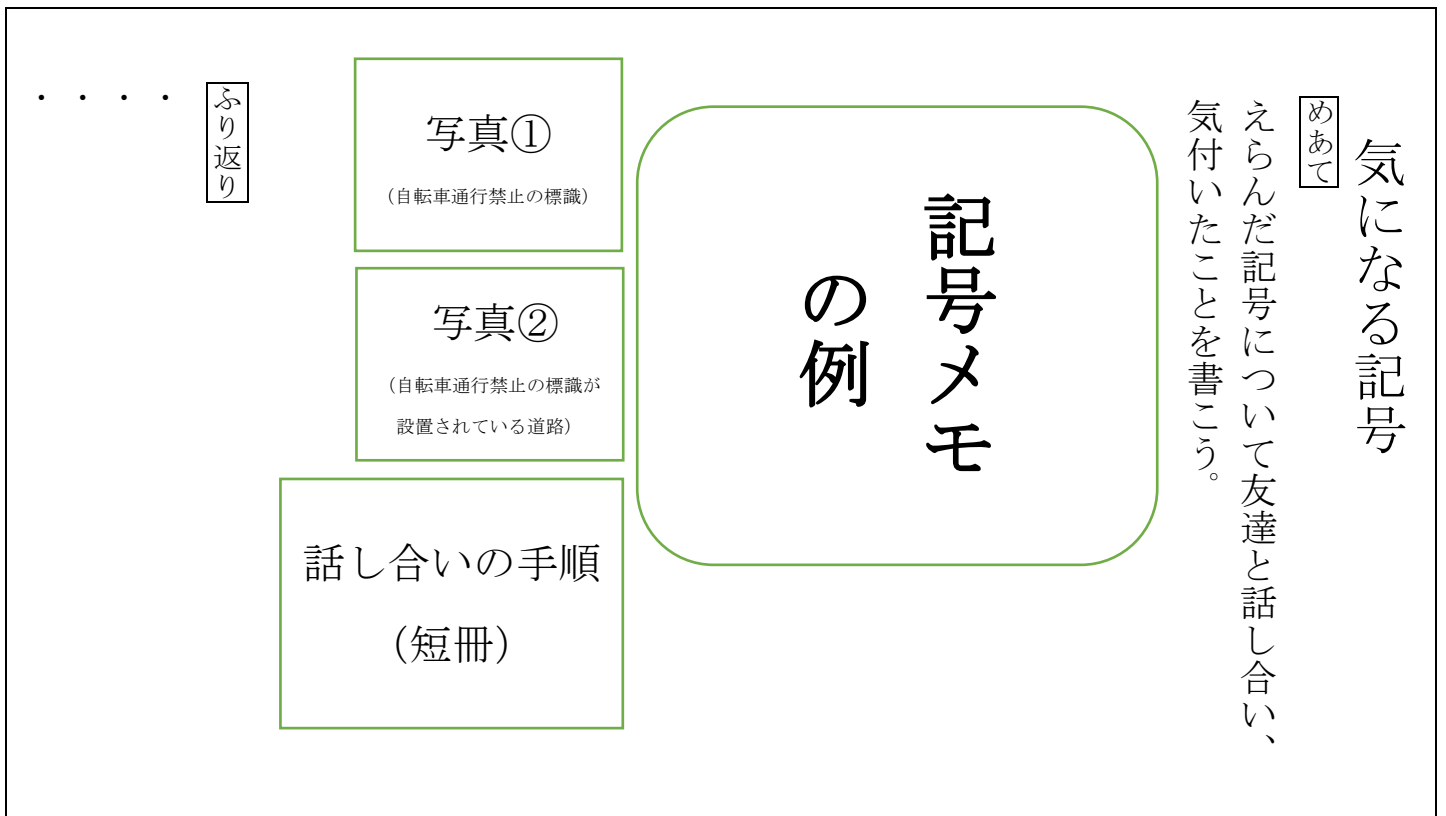 気になる記号
めあて
えらんだ記号について友達と話し合い、
気付いたことを書こう。
記号メモ
の例
写真①
（自転車通行禁止の標識）
写真②
（自転車通行禁止の標識が
設置されている道路）
話し合いの手順
（短冊）
ふり返り
・
・
・
・